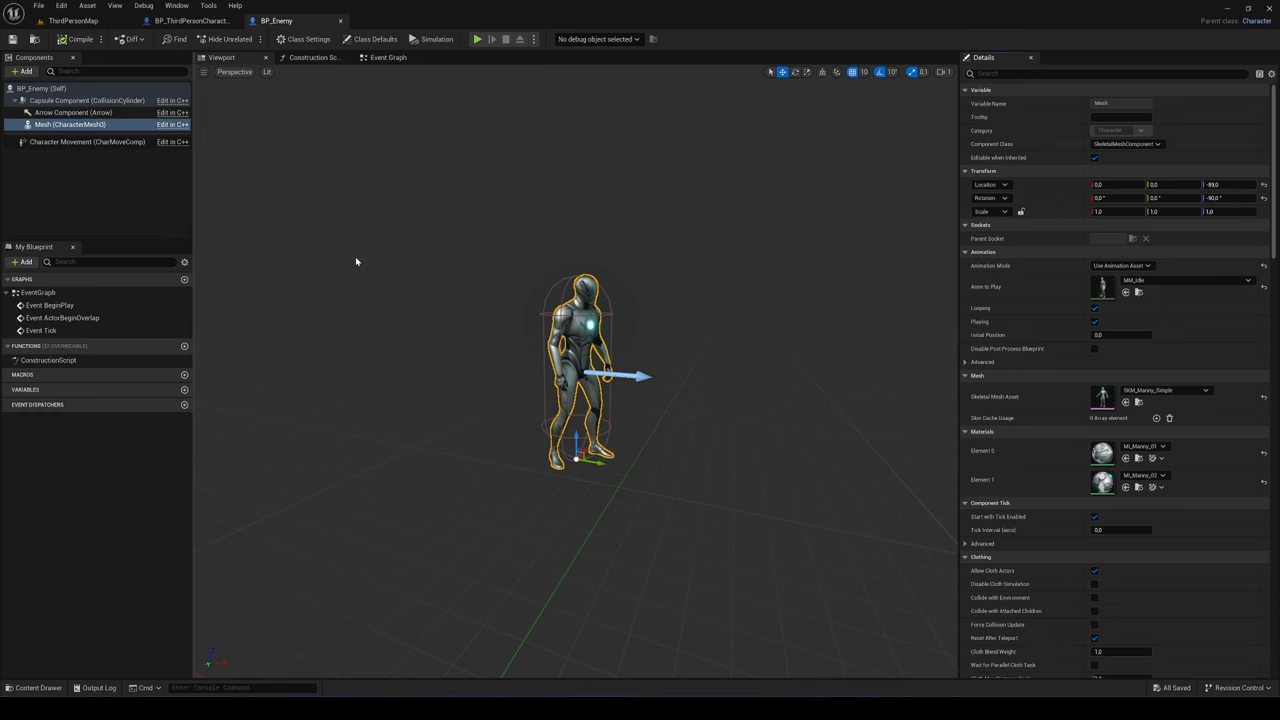 File Edit Asset View Debug Window Tools Help
ThirdPersonMap BP_ThirdPersonCharact... BP_Enemy Parent class: Character
Compile Diff Find Hide Unrelated Class Settings Class Defaults Simulation No debug object selected
Components
Add Search
BP_Enemy (Self)
Capsule Component (CollisionCylinder) Edit in C++
Arrow Component (Arrow) Edit in C++
Mesh (CharacterMesh0) Edit in C++
Character Movement (CharMoveComp) Edit in C++
My Blueprint
Add Search
GRAPHS
EventGraph
Event BeginPlay
Event ActorBeginOverlap
Event Tick
FUNCTIONS (32 OVERRIDABLE)
ConstructionScript
MACROS
VARIABLES
EVENT DISPATCHERS
Viewport Construction Sc... Event Graph
Perspective Lit 10 10° 0,1 1
Details
Search
Variable
Variable Name Mesh
Tooltip
Category Character
Component Class SkeletalMeshComponent
Editable when Inherited
Transform
Location 0,0 0,0 -89,0
Rotation 0,0 ° 0,0 ° -90,0 °
Scale 1,0 1,0 1,0
Sockets
Parent Socket
Animation
Animation Mode Use Animation Asset
Anim to Play MM_Idle
Looping
Playing
Initial Position 0,0
Disable Post Process Blueprint
Advanced
Mesh
Skeletal Mesh Asset SKM_Manny_Simple
Skin Cache Usage 0 Array element
Materials
Element 0 MI_Manny_01
Element 1 MI_Manny_02
Component Tick
Start with Tick Enabled
Tick Interval (secs) 0,0
Advanced
Clothing
Allow Cloth Actors
Disable Cloth Simulation
Collide with Environment
Collide with Attached Children
Force Collision Update
Reset After Teleport
Cloth Blend Weight 1,0
Wait for Parallel Cloth Task
Content Drawer Output Log Cmd Enter Console Command All Saved Revision Control